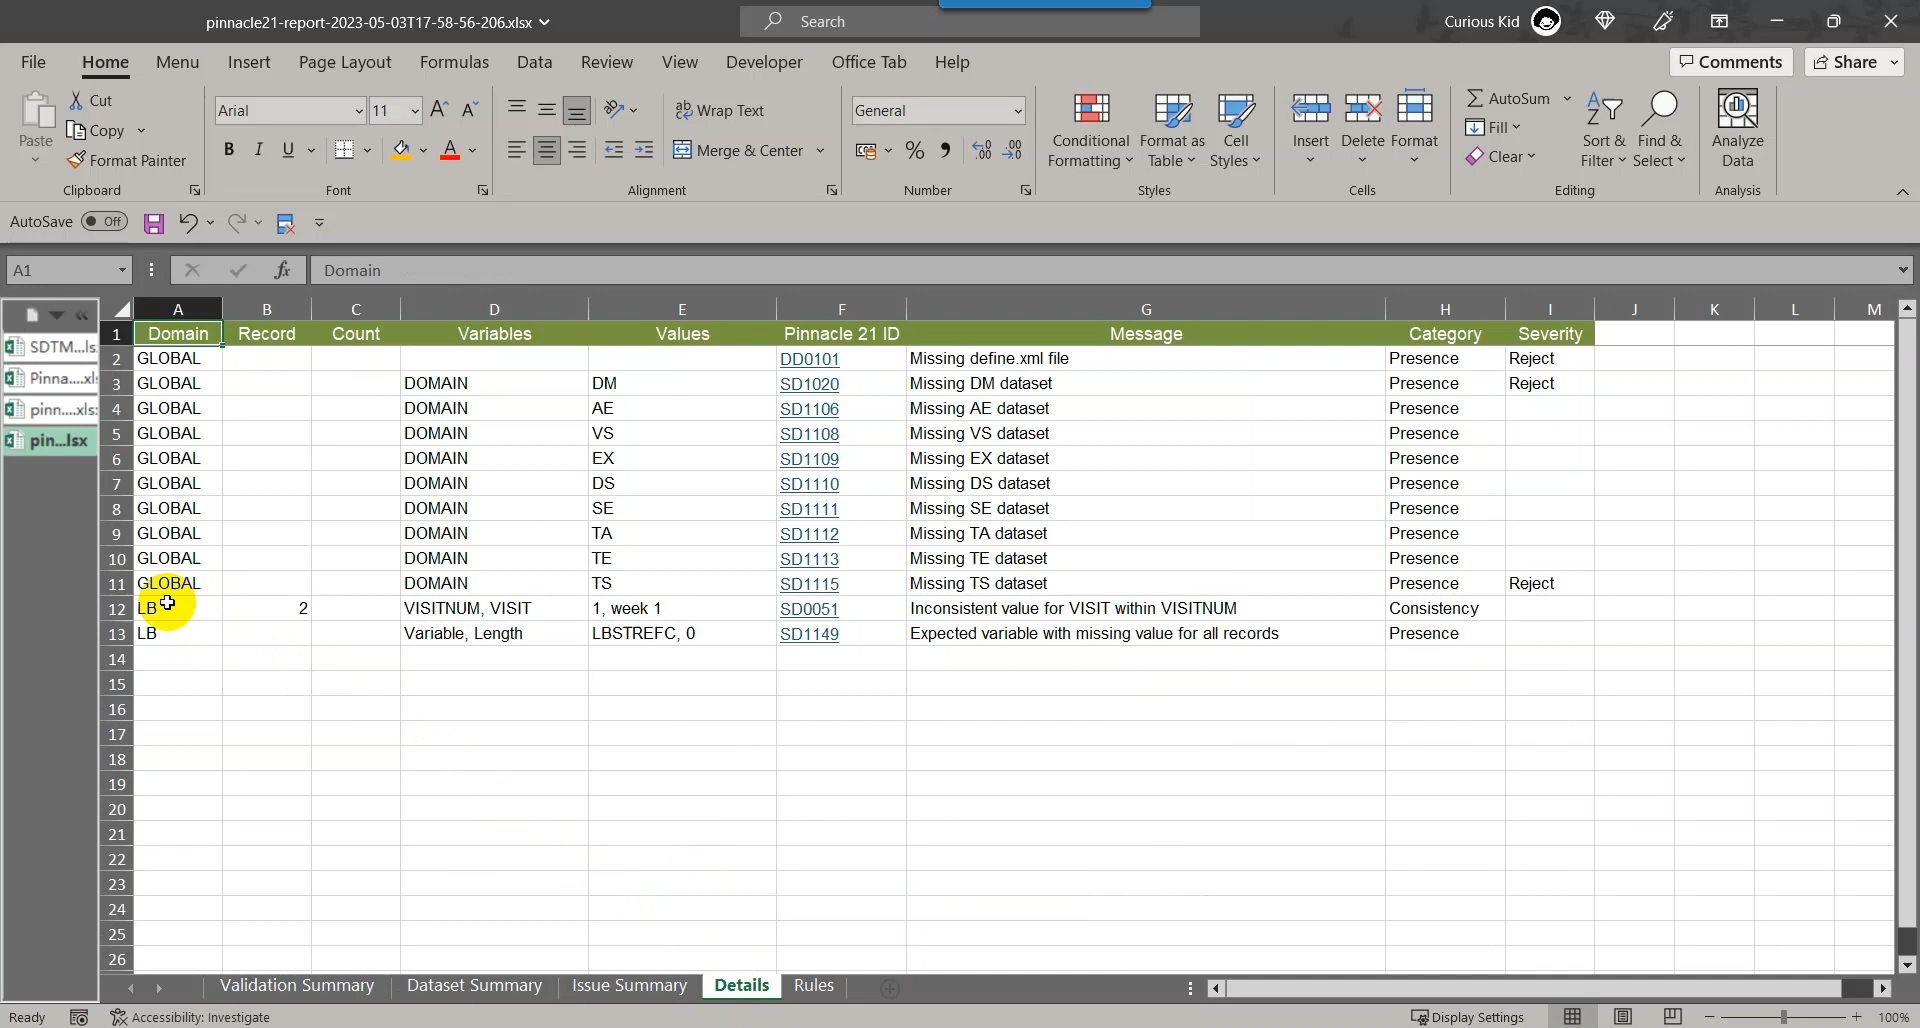 pinnacle21-report-2023-05-03T17-58-56-206.xlsx
Search
Curious Kid
File Home Menu Insert Page Layout Formulas Data Review View Developer Office Tab Help
Comments Share
Paste Cut Copy Format Painter
Arial 11
B I U
Wrap Text
Merge & Center
General
%
Conditional Formatting
Format as Table
Cell Styles
Insert Delete Format
AutoSum Fill Clear
Sort & Filter
Find & Select
Analyze Data
Clipboard Font Alignment Number Styles Cells Editing Analysis
AutoSave Off
A1 fx Domain
SDTM...ls
Pinna....xl
pinn....xls
pin...lsx
A B C D E F G H I J K L M
1 Domain Record Count Variables Values Pinnacle 21 ID Message Category Severity
2 GLOBAL DD0101 Missing define.xml file Presence Reject
3 GLOBAL DOMAIN DM SD1020 Missing DM dataset Presence Reject
4 GLOBAL DOMAIN AE SD1106 Missing AE dataset Presence
5 GLOBAL DOMAIN VS SD1108 Missing VS dataset Presence
6 GLOBAL DOMAIN EX SD1109 Missing EX dataset Presence
7 GLOBAL DOMAIN DS SD1110 Missing DS dataset Presence
8 GLOBAL DOMAIN SE SD1111 Missing SE dataset Presence
9 GLOBAL DOMAIN TA SD1112 Missing TA dataset Presence
10 GLOBAL DOMAIN TE SD1113 Missing TE dataset Presence
11 GLOBAL DOMAIN TS SD1115 Missing TS dataset Presence Reject
12 LB 2 VISITNUM, VISIT 1, week 1 SD0051 Inconsistent value for VISIT within VISITNUM Consistency
13 LB Variable, Length LBSTREFC, 0 SD1149 Expected variable with missing value for all records Presence
14
15
16
17
18
19
20
21
22
23
24
25
26
Validation Summary Dataset Summary Issue Summary Details Rules
Ready Accessibility: Investigate Display Settings 100%